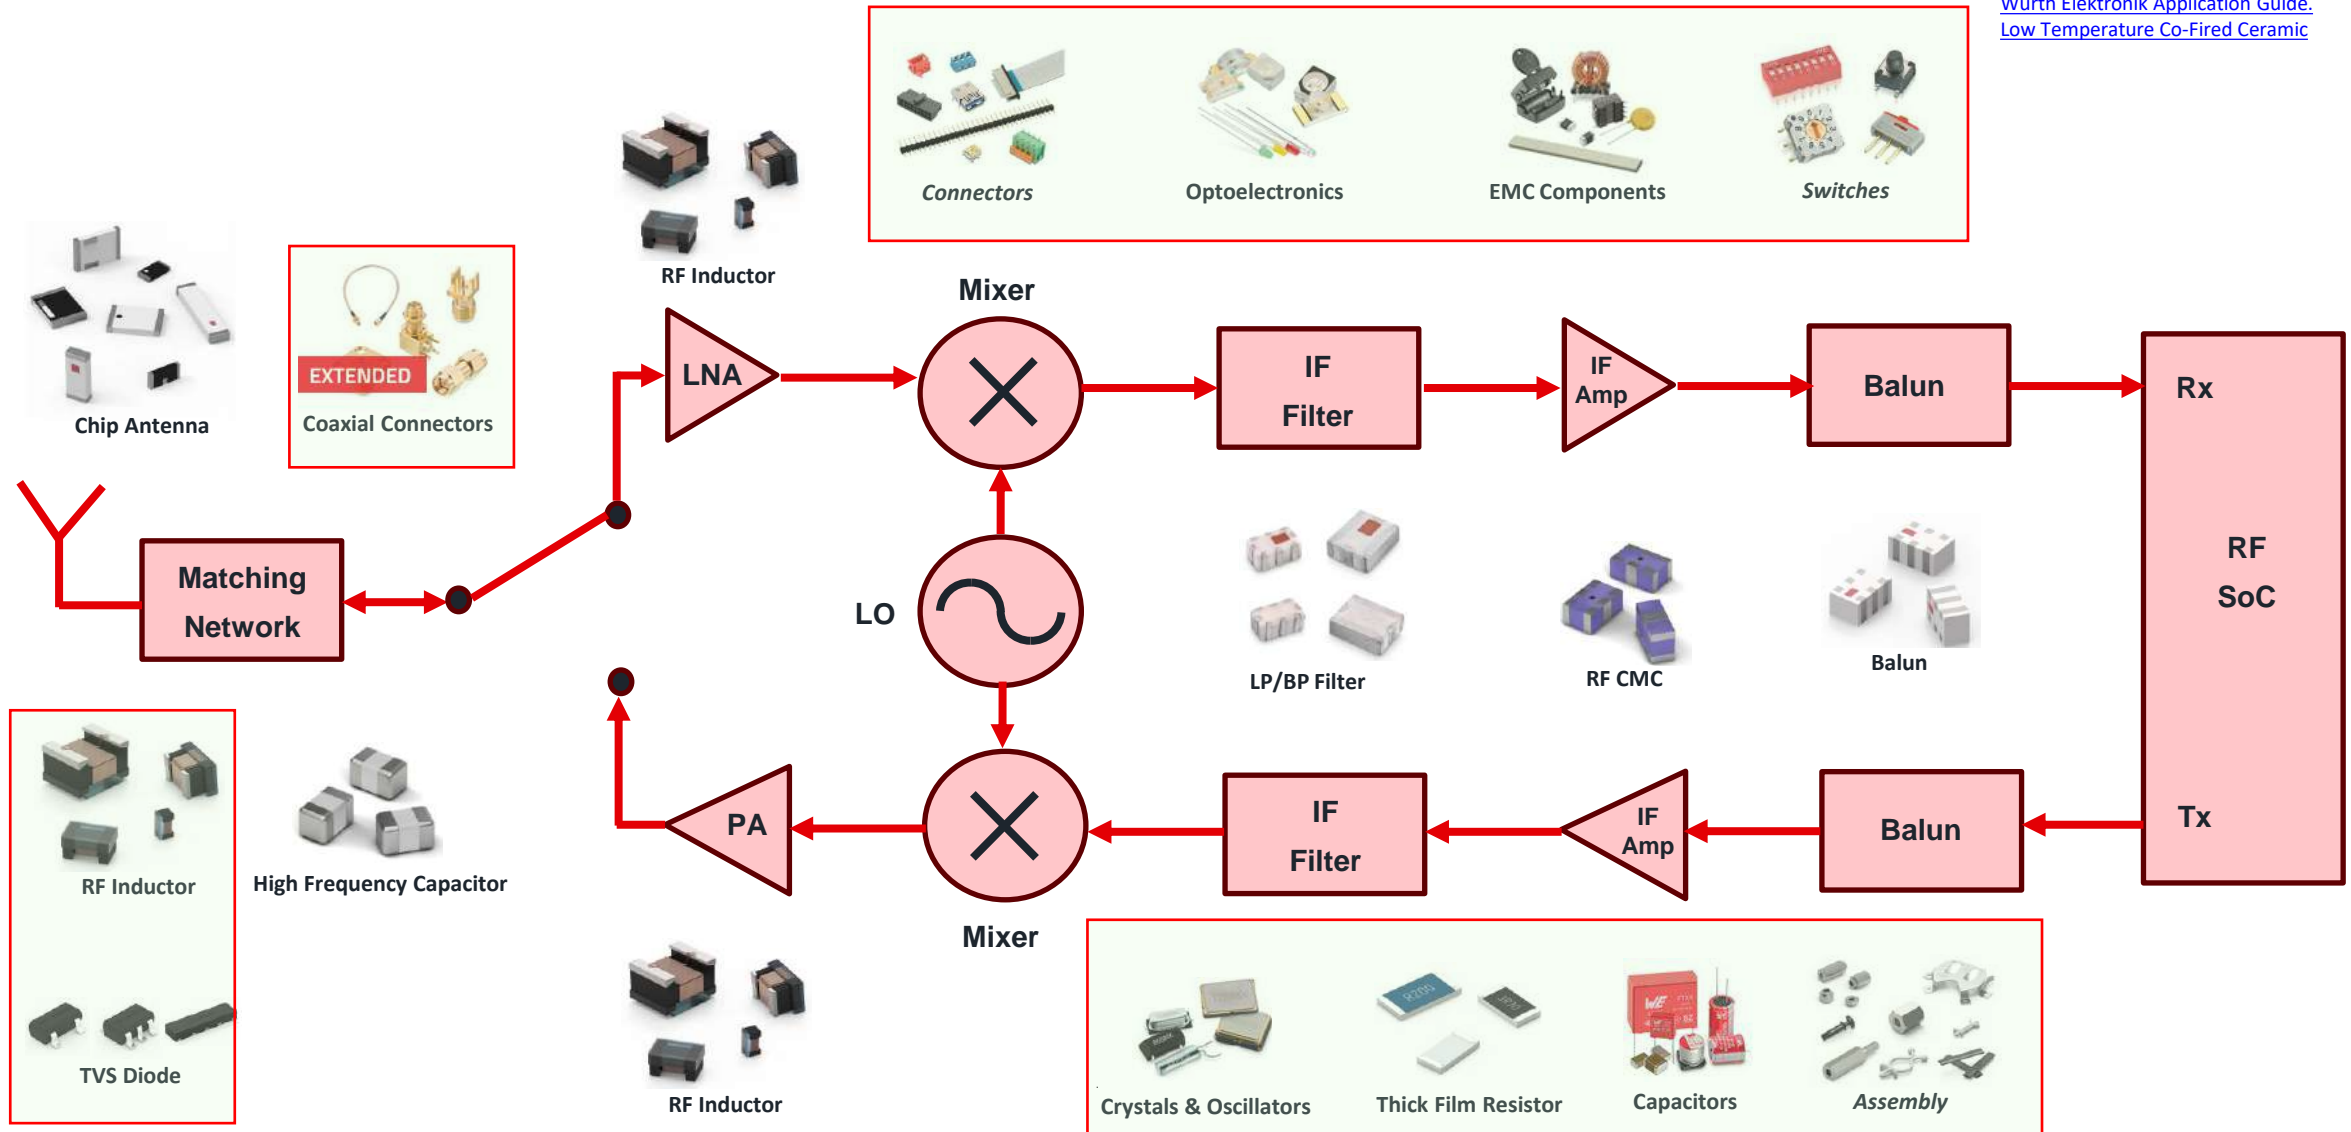 Würth Elektronik Application Guide.
Low Temperature Co-Fired Ceramic
Connectors
Optoelectronics
EMC Components
Switches
RF Inductor
Chip Antenna
EXTENDED
Coaxial Connectors
Mixer
LNA
IF
Filter
IF
Amp
Balun
Rx
Matching
Network
LO
LP/BP Filter
RF CMC
Balun
RF
SoC
RF Inductor
High Frequency Capacitor
TVS Diode
PA
Mixer
IF
Filter
IF
Amp
Balun
Tx
RF Inductor
Crystals & Oscillators
R200
WE
Thick Film Resistor
Capacitors
Assembly